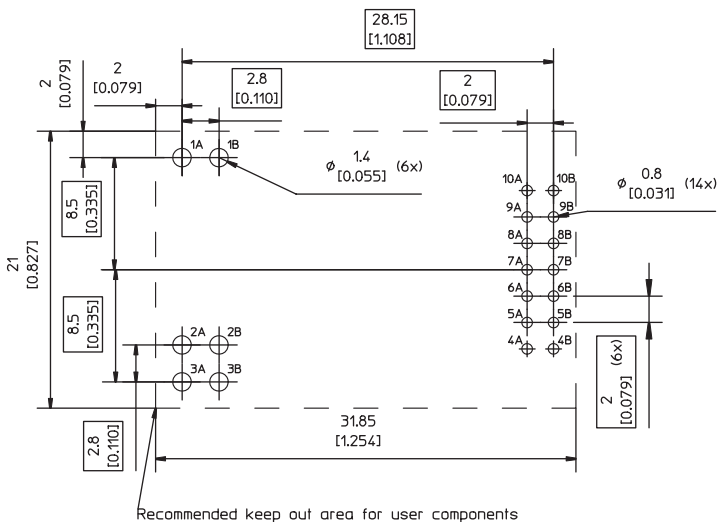 28.15
[1.108]
2
[0.079]
2
[0.079]
2.8
[0.110]
2
[0.079]
1A 1B
ø 1.4 (6x)
[0.055]
10A 10B
ø 0.8 (14x)
[0.031]
9A 9B
8.5
[0.335]
8A 8B
21
[0.827]
7A 7B
6A 6B
8.5
[0.335]
5A 5B
2A 2B
4A 4B
3A 3B
2 (6x)
[0.079]
2.8
[0.110]
31.85
[1.254]
Recommended keep out area for user components